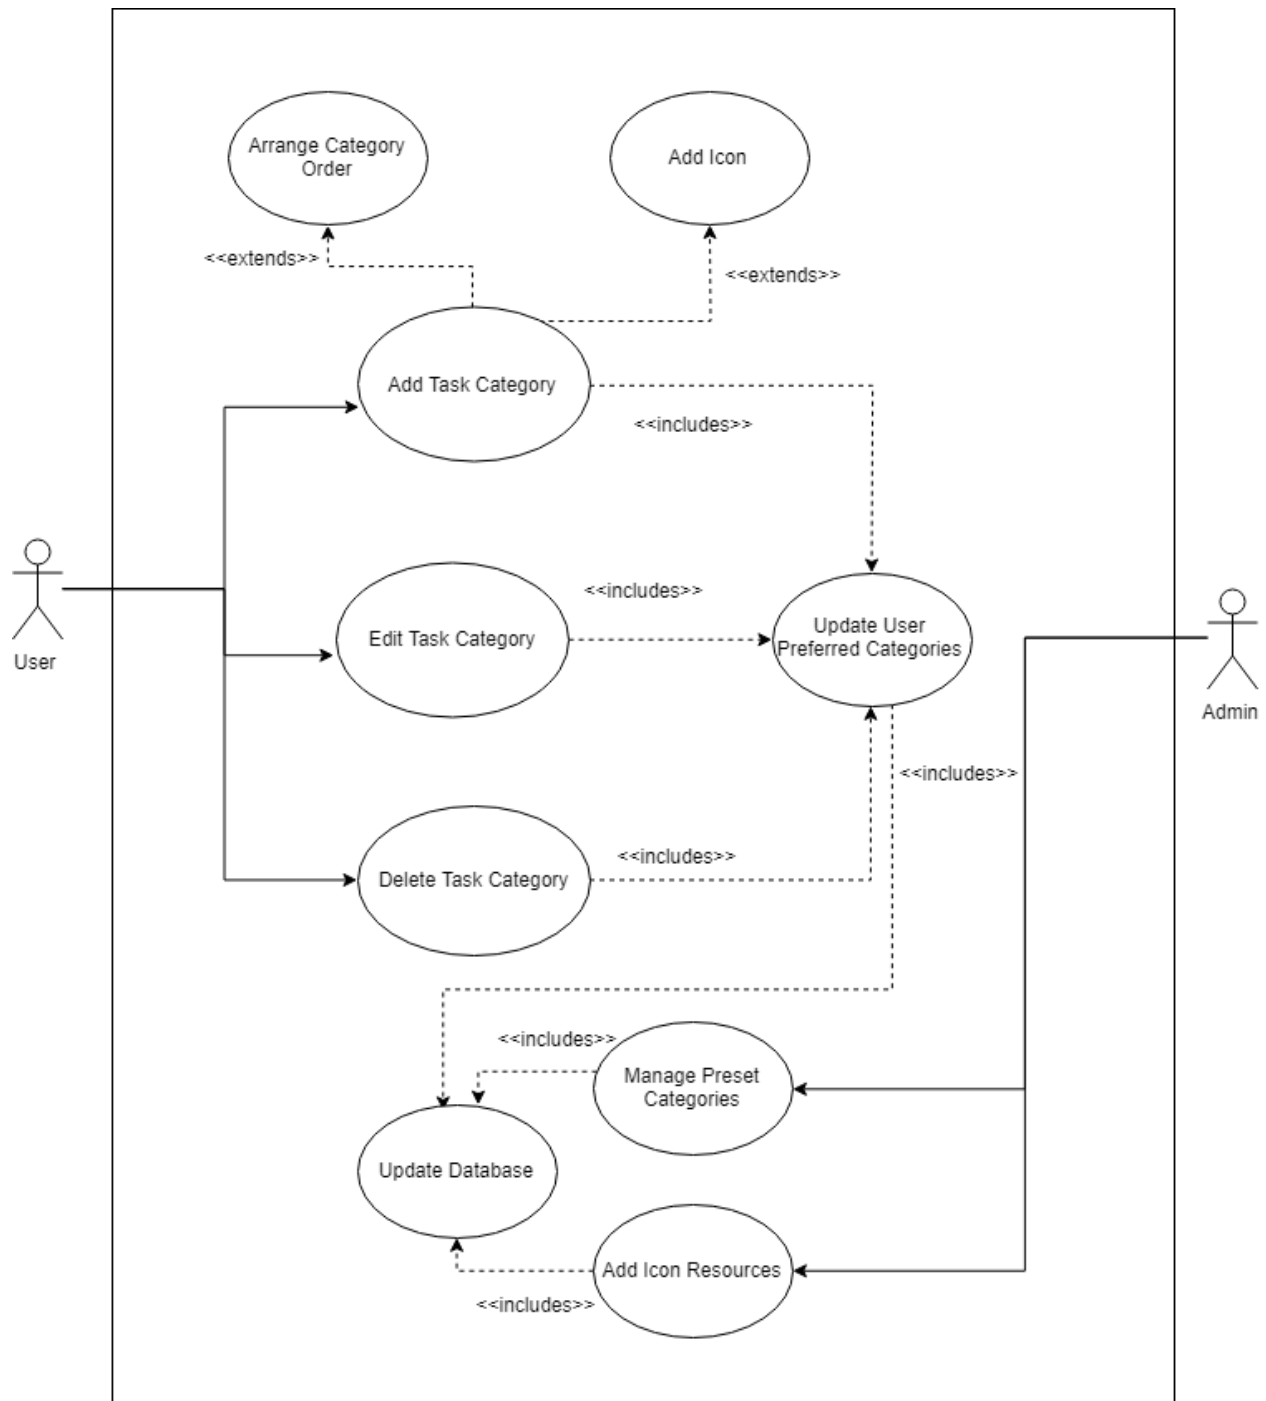 Arrange Category
Order
Add Icon
<<extends>>
<<extends>>
Add Task Category
<<includes>>
<<includes>>
Edit Task Category
Update User
Preferred Categories
User
Admin
<<includes>>
<<includes>>
Delete Task Category
<<includes>>
Manage Preset
Categories
Update Database
Add Icon Resources
<<includes>>